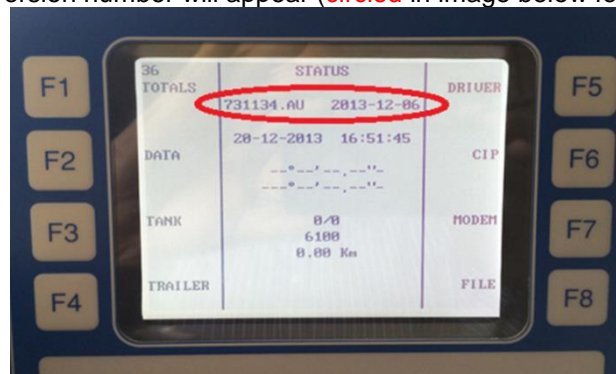 ersion number will appear (circled in image below
F1
F2
F3
F4
36 STATUS
TOTALS
DRIVER
731134.AU 2013-12-06
20-12-2013 16:51:45
DATA
CIP
--°--'--.--"-
---°--'--.--"-
TANK
0/0
MODEM
6100
0.00 Km
TRAILER
FILE
F5
F6
F7
F8